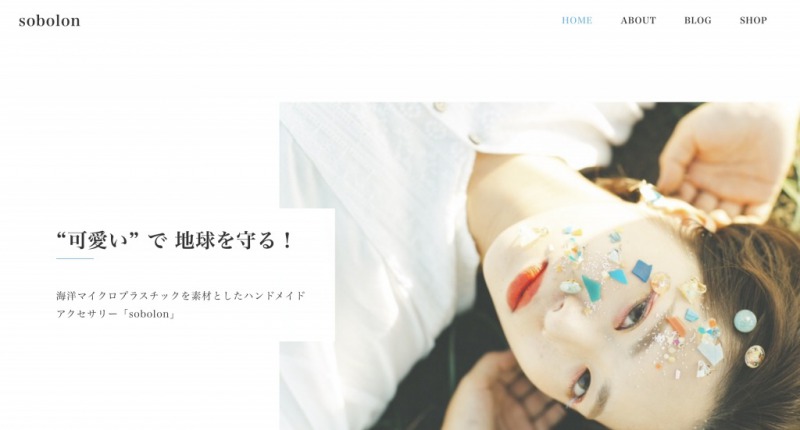 sobolon
HOME ABOUT BLOG SHOP
“可愛い” で 地球を守る！
海洋マイクロプラスチックを素材としたハンドメイド
アクセサリー「sobolon」